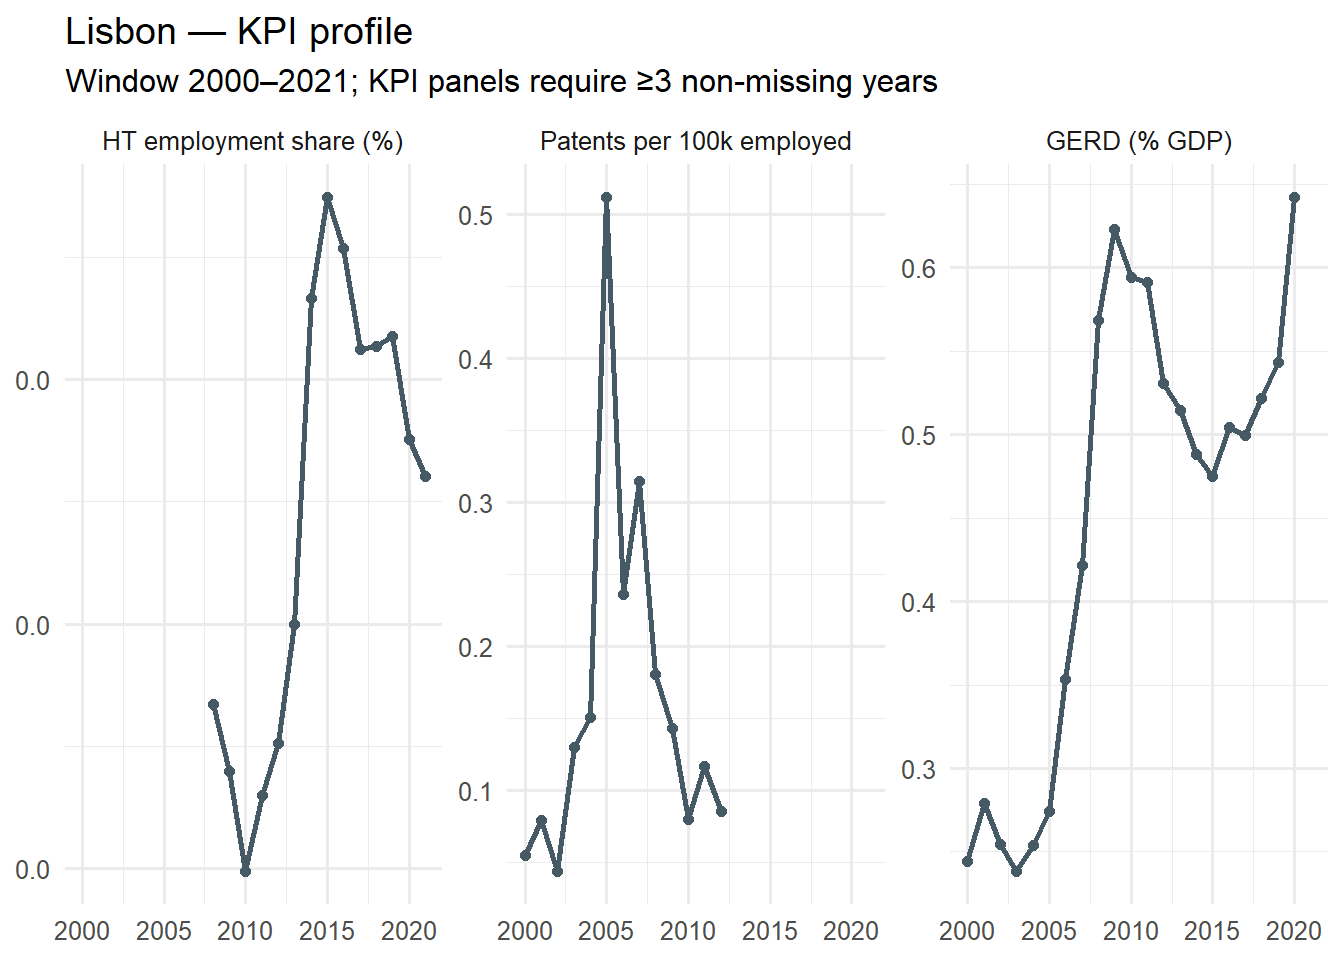 Lisbon — KPI profile
Window 2000–2021; KPI panels require ≥3 non-missing years
HT employment share (%)
Patents per 100k employed
GERD (% GDP)
0.0
0.0
0.0
0.5
0.4
0.3
0.2
0.1
0.6
0.5
0.4
0.3
2000 2005 2010 2015 2020
2000 2005 2010 2015 2020
2000 2005 2010 2015 2020